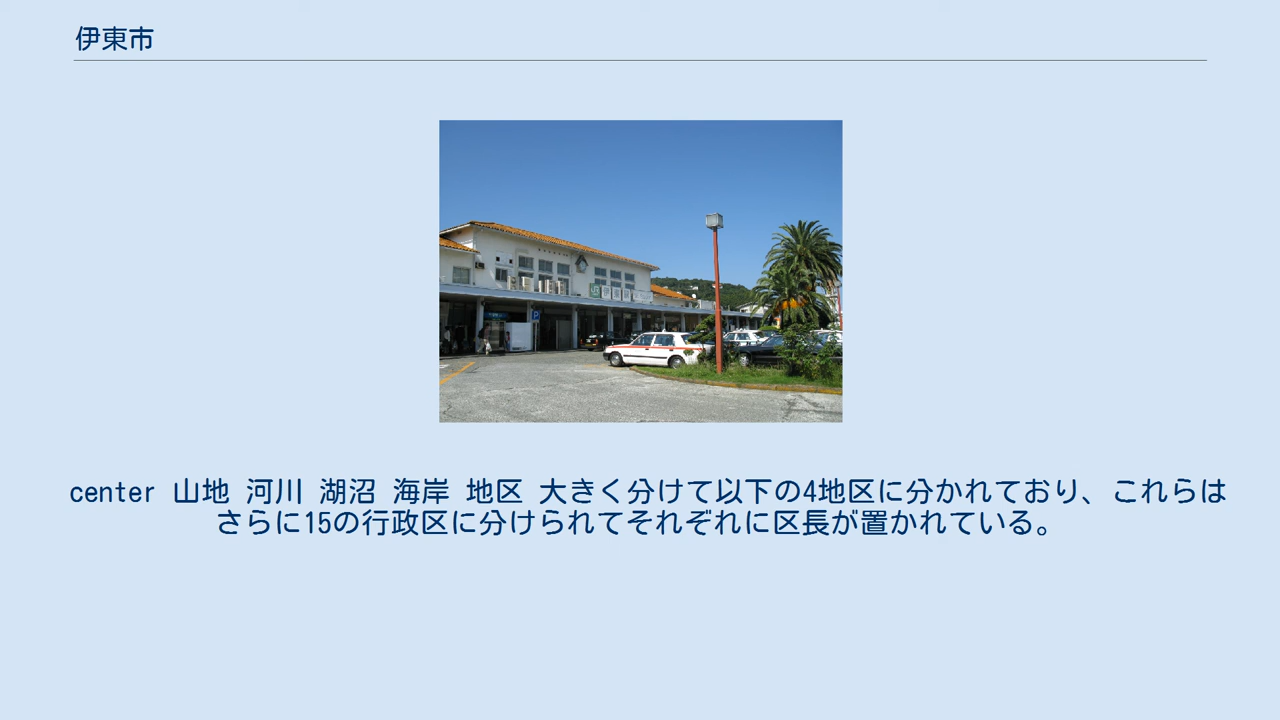 伊東市
center 山地 河川 湖沼 海岸 地区 大きく分けて以下の4地区に分かれており、これらは
さらに15の行政区に分けられてそれぞれに区長が置かれている。